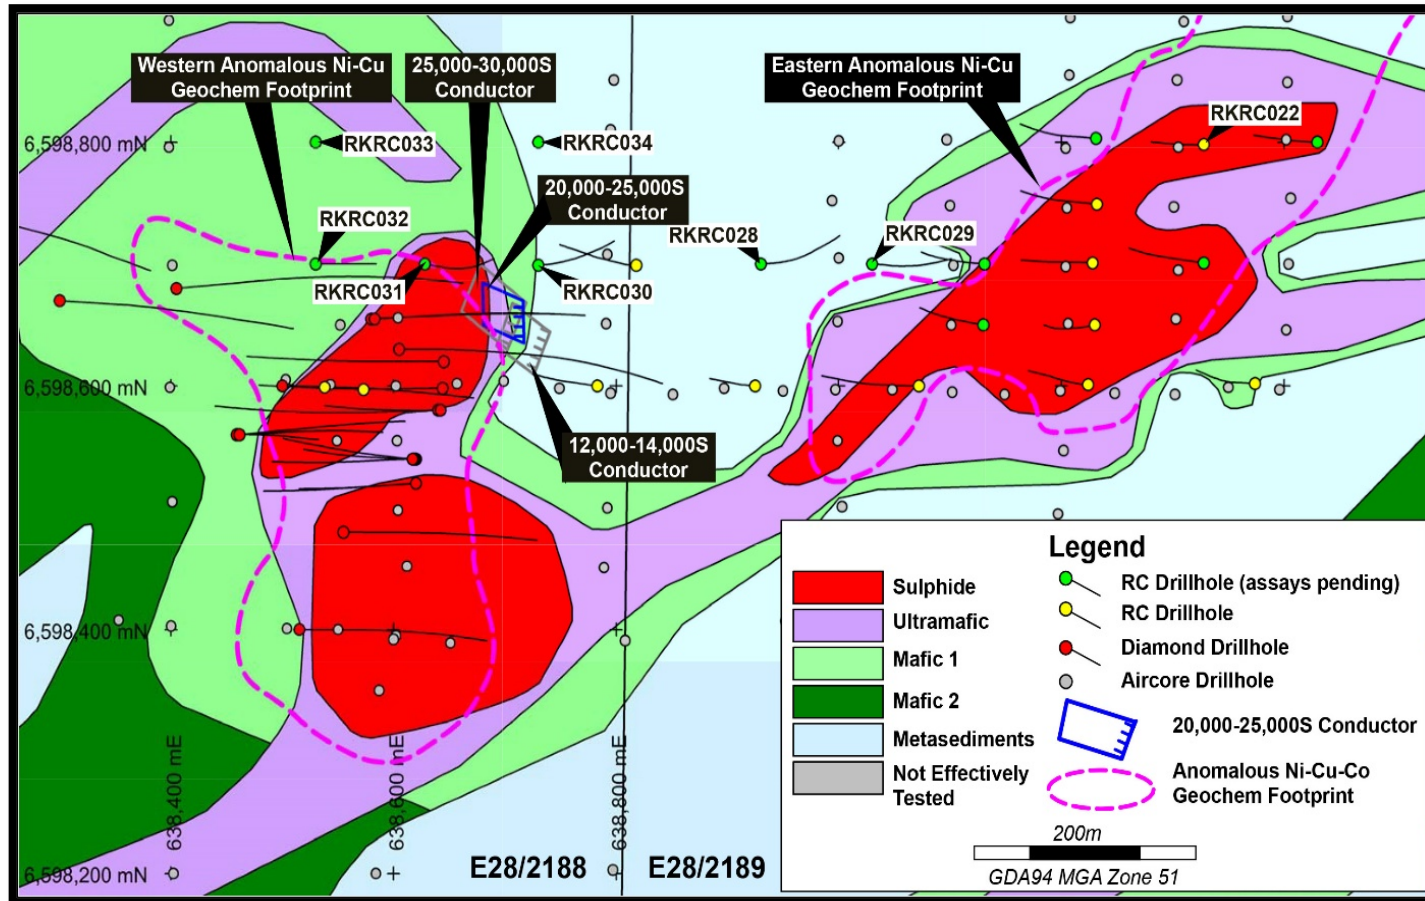 Western Anomalous Ni-Cu
Geochem Footprint
25,000-30,000S
Conductor
Eastern Anomalous Ni-Cu
Geochem Footprint
RKRC022
6,598,800 mN
RKRC033
RKRC034
20,000-25,000S
Conductor
RKRC032
RKRC028
RKRC029
RKRC031
RKRC030
6,598,600 mN
12,000-14,000S
Conductor
6,598,400 mN
638,400 mE
638,600 mE
638,800 mE
6,598,200 mN
E28/2188
E28/2189
Legend
Sulphide
Ultramafic
Mafic 1
Mafic 2
Metasediments
Not Effectively
Tested
RC Drillhole (assays pending)
RC Drillhole
Diamond Drillhole
Aircore Drillhole
20,000-25,000S Conductor
Anomalous Ni-Cu-Co
Geochem Footprint
200m
GDA94 MGA Zone 51